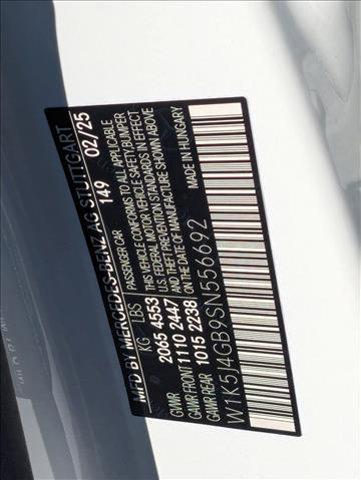 MFD BY MERCEDES-BENZ AG STUTTGART
149 02/25
KG LBS
2065 4553
GVWR
GAWR FRONT 1110 2447
GAWR REAR 1015 2238
PASSENGER CAR
THIS VEHICLE CONFORMS TO ALL APPLICABLE
U.S. FEDERAL MOTOR VEHICLE SAFETY,BUMPER
AND THEFT PREVENTION STANDARDS IN EFFECT ON THE
DATE OF MANUFACTURE SHOWN ABOVE
MADE IN HUNGARY
W1K5J4GB9SN556692